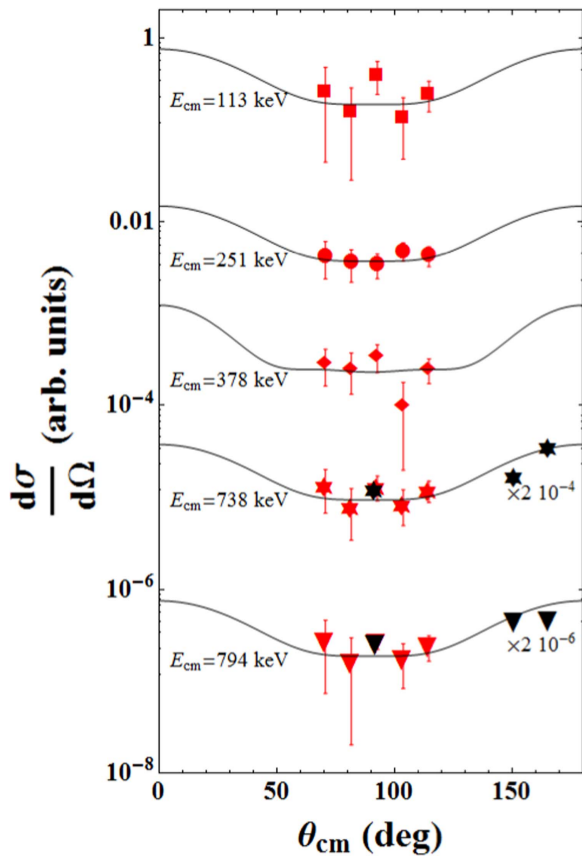 1
E_cm=113 keV
0.01
E_cm=251 keV
E_cm=378 keV
10^-4
×2 10^-4
E_cm=738 keV
10^-6
×2 10^-6
E_cm=794 keV
10^-8
0 50 100 150
θ_cm (deg)
dσ/dΩ (arb. units)